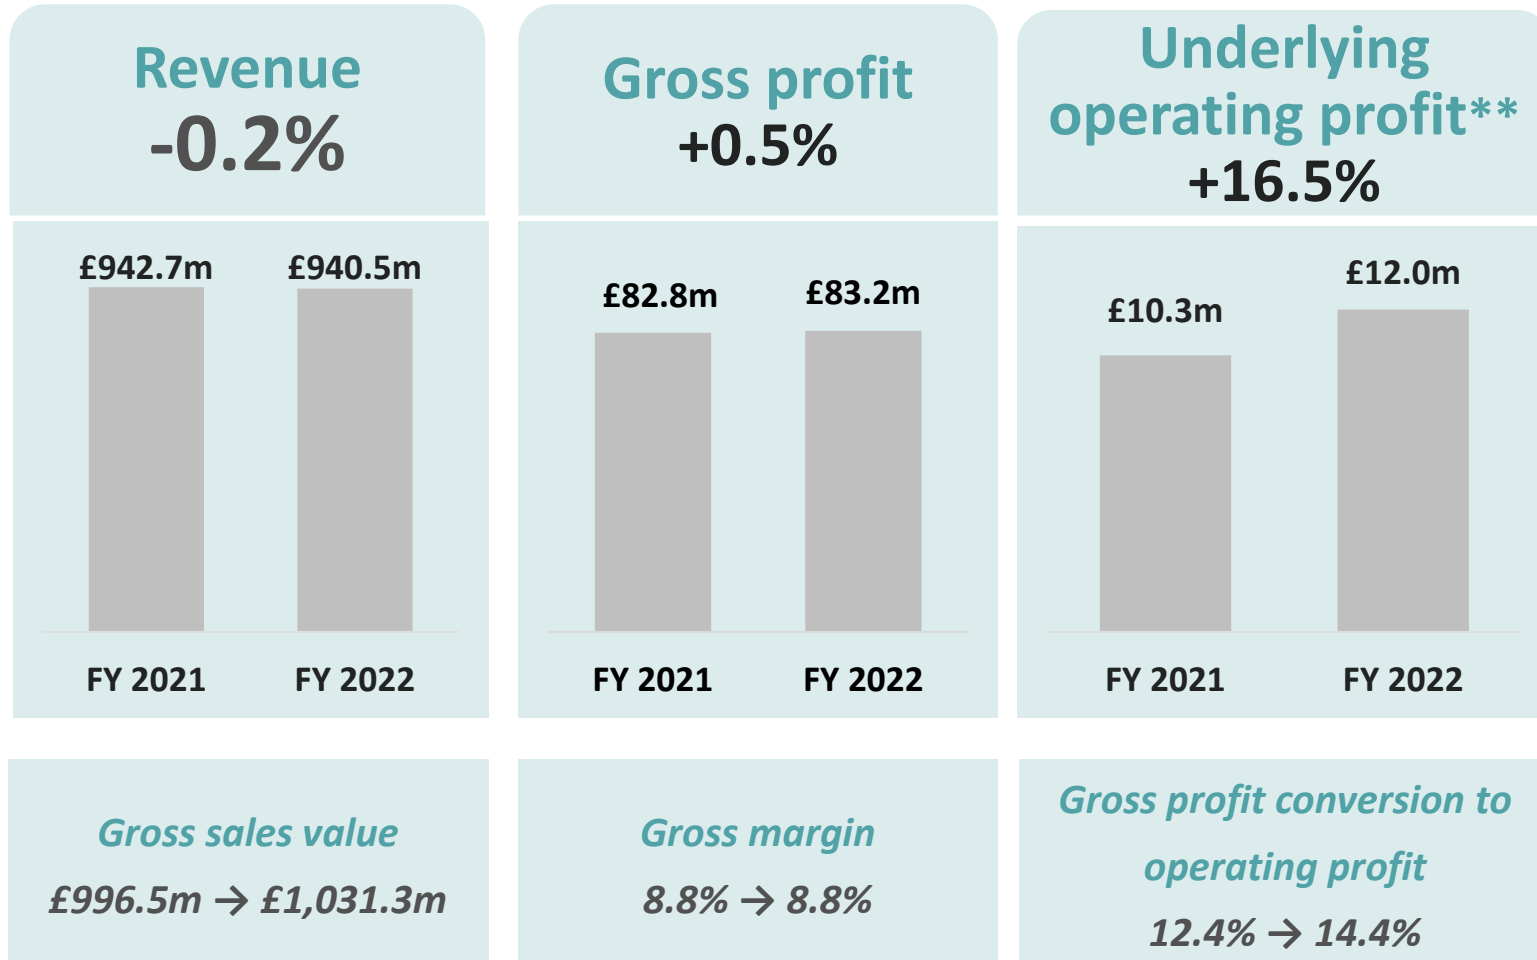 Revenue
-0.2%
£942.7m
£940.5m
FY 2021
FY 2022
Gross sales value
£996.5m → £1,031.3m
Gross profit
+0.5%
£82.8m
£83.2m
FY 2021
FY 2022
Gross margin
8.8% → 8.8%
Underlying
operating profit**
+16.5%
£10.3m
£12.0m
FY 2021
FY 2022
Gross profit conversion to
operating profit
12.4% → 14.4%